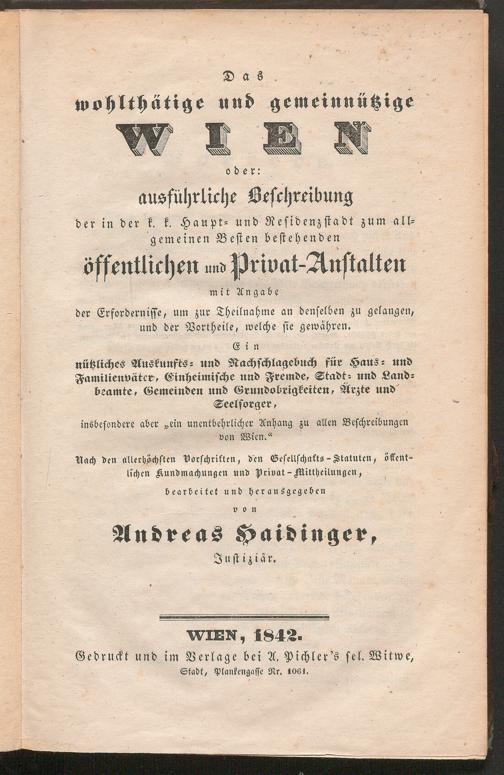 Das
wohlthätige und gemeinnützige
WIEN
oder:
ausführliche Beschreibung
der in der k. k. Haupt- und Residenzstadt zum all-
gemeinen Besten bestehenden
öffentlichen und Privat-Anstalten
mit Angabe
der Erfordernisse, um zur Theilnahme an denselben zu gelangen,
und der Vortheile, welche sie gewähren.
Ein
nützliches Auskunfts- und Nachschlagebuch für Haus- und
Familienväter, Einheimische und Fremde, Stadt- und Land-
beamte, Gemeinden und Grundobrigkeiten, Ärzte und
Seelsorger,
insbesondere aber „ein unentbehrlicher Anhang zu allen Beschreibungen
von Wien.“
Nach den allerhöchsten Vorschriften, den Gesellschafts-Statuten, öffent-
lichen Kundmachungen und Privat-Mittheilungen,
bearbeitet und herausgegeben
von
Andreas Haidinger,
Justiziär.
WIEN, 1842.
Gedruckt und im Verlage bei A. Pichler's sel. Witwe,
Stadt, Plankengasse Nr. 1061.